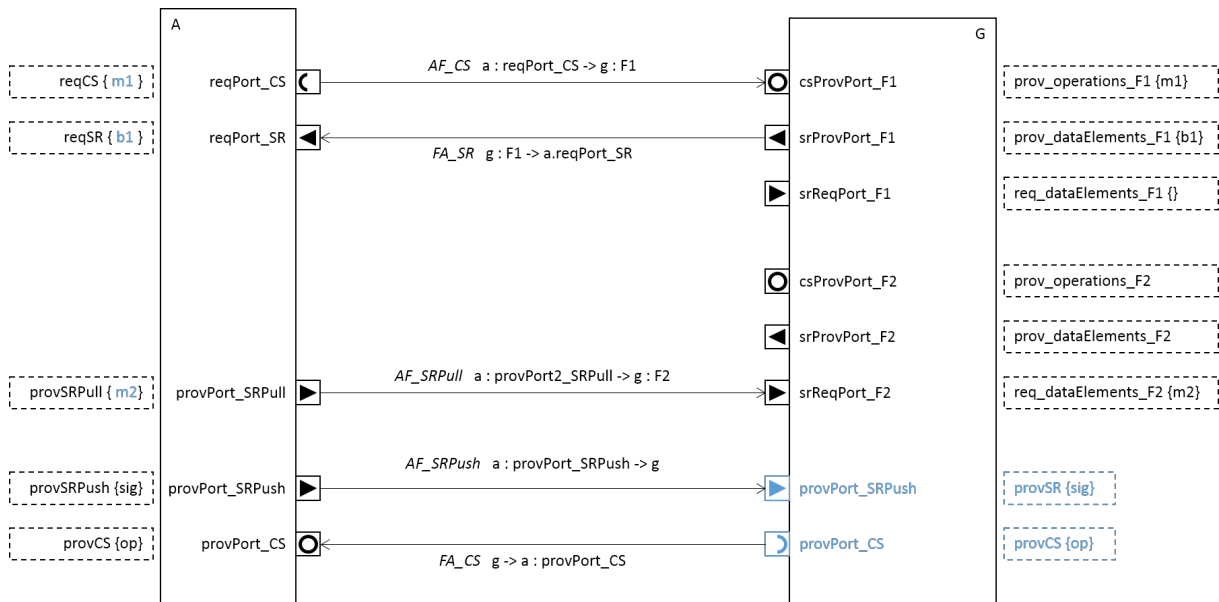 A
G
reqCS { m1 }
reqPort_CS
AF_CS a : reqPort_CS -> g : F1
csProvPort_F1
prov_operations_F1 {m1}
reqSR { b1 }
reqPort_SR
FA_SR g : F1 -> a.reqPort_SR
srProvPort_F1
prov_dataElements_F1 {b1}
srReqPort_F1
req_dataElements_F1 {}
csProvPort_F2
prov_operations_F2
srProvPort_F2
prov_dataElements_F2
provSRPull { m2}
provPort_SRPull
AF_SRPull a : provPort2_SRPull -> g : F2
srReqPort_F2
req_dataElements_F2 {m2}
provSRPush {sig}
provPort_SRPush
AF_SRPush a : provPort_SRPush -> g
provPort_SRPush
provSR {sig}
provCS {op}
provPort_CS
FA_CS g -> a : provPort_CS
provPort_CS
provCS {op}